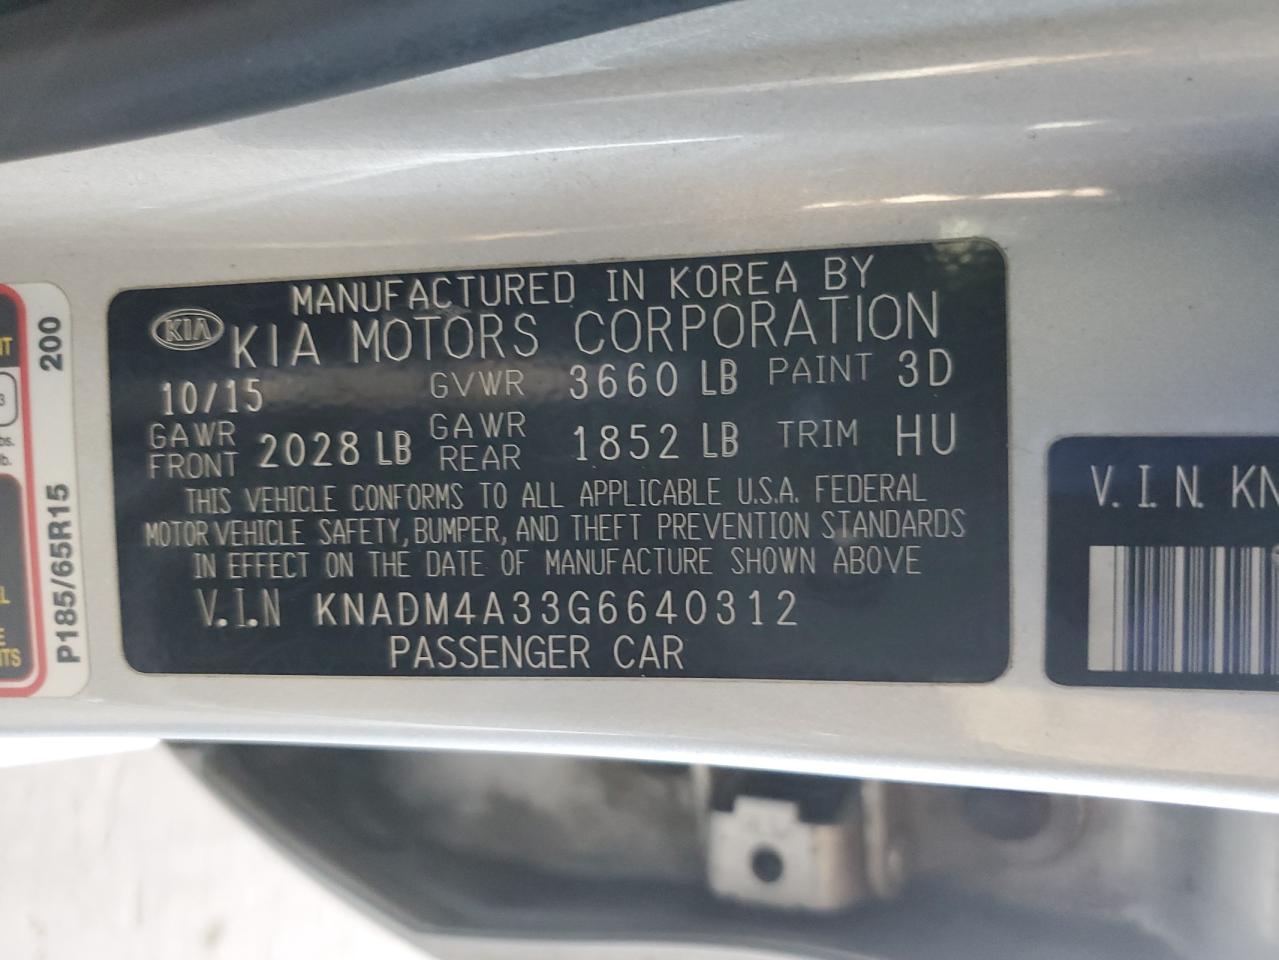 MANUFACTURED IN KOREA BY
KIA KIA MOTORS CORPORATION
10/15 GVWR 3660 LB PAINT 3D
GAWR FRONT 2028 LB GAWR REAR 1852 LB TRIM HU
THIS VEHICLE CONFORMS TO ALL APPLICABLE U.S.A. FEDERAL
MOTOR VEHICLE SAFETY, BUMPER, AND THEFT PREVENTION STANDARDS
IN EFFECT ON THE DATE OF MANUFACTURE SHOWN ABOVE
V.I.N KNADM4A33G6640312
PASSENGER CAR
P185/65R15 200
V.I.N. KN